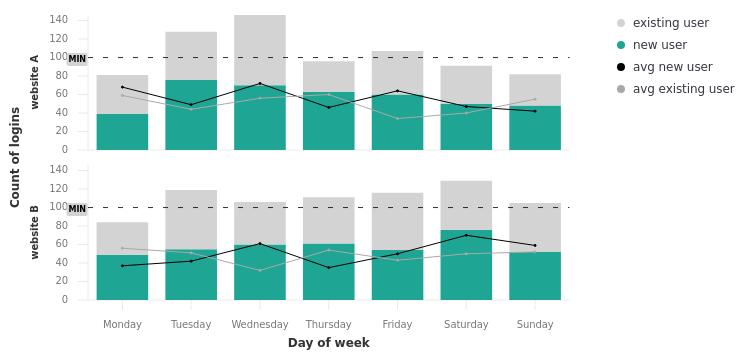 140
120
100
MIN
80
60
40
20
0
website A
existing user
new user
avg new user
avg existing user
Count of logins
140
120
100
MIN
80
60
40
20
0
website B
Monday Tuesday Wednesday Thursday Friday Saturday Sunday
Day of week